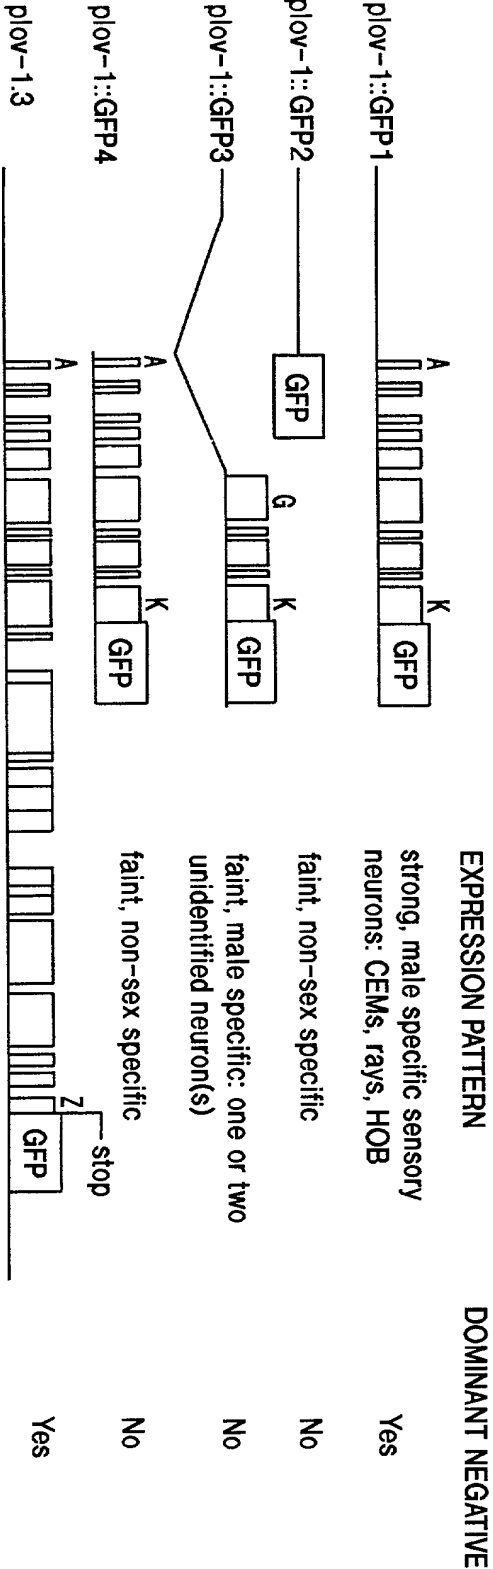 EXPRESSION PATTERN
DOMINANT NEGATIVE
plov-1::GFP1
A
K
GFP
strong, male specific sensory
neurons: CEMs, rays, HOB
Yes
plov-1::GFP2
GFP
faint, non-sex specific
No
plov-1::GFP3
G
K
GFP
faint, male specific: one or two
unidentified neuron(s)
No
plov-1::GFP4
A
K
GFP
faint, non-sex specific
No
plov-1.3
A
Z
stop
GFP
Yes